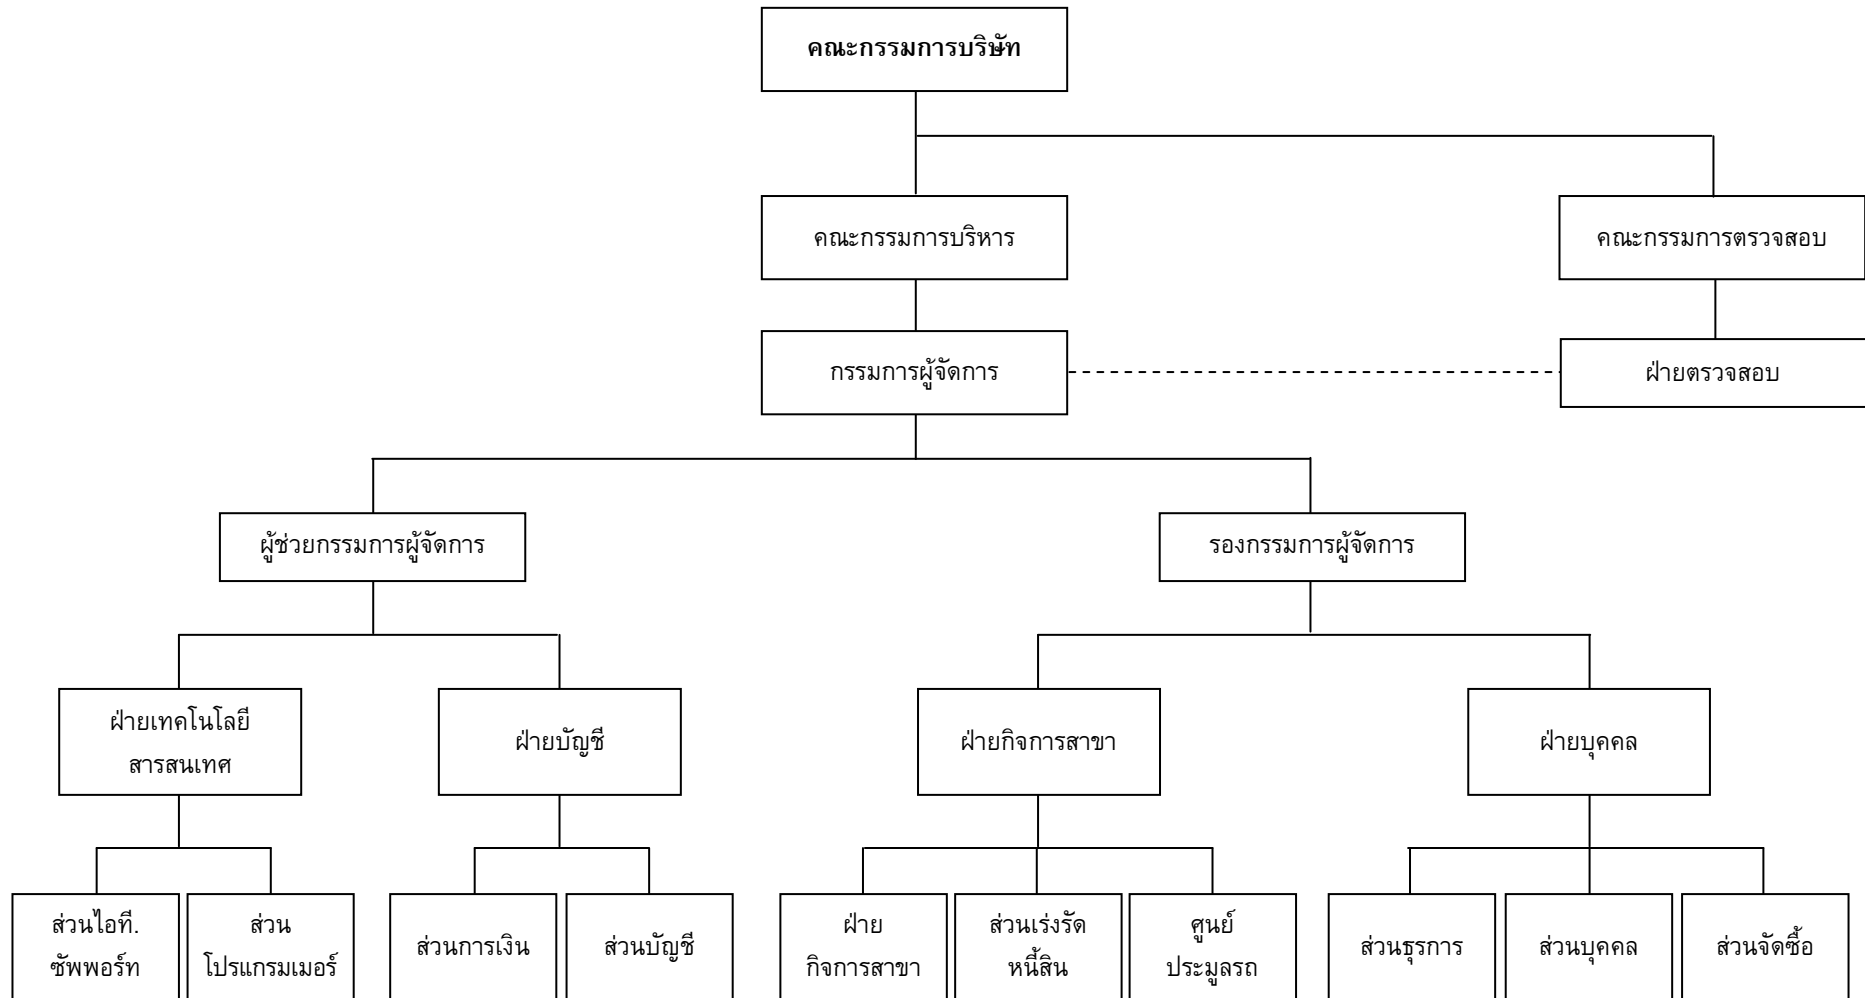 คณะกรรมการบริษัท
คณะกรรมการบริหาร
คณะกรรมการตรวจสอบ
กรรมการผู้จัดการ
ฝ่ายตรวจสอบ
ผู้ช่วยกรรมการผู้จัดการ
รองกรรมการผู้จัดการ
ฝ่ายเทคโนโลยี
สารสนเทศ
ฝ่ายบัญชี
ฝ่ายกิจการสาขา
ฝ่ายบุคคล
ส่วนไอที.
ซัพพอร์ท
ส่วน
โปรแกรมเมอร์
ส่วนการเงิน
ส่วนบัญชี
ฝ่าย
กิจการสาขา
ส่วนเร่งรัด
หนี้สิน
ศูนย์
ประมูลรถ
ส่วนธุรการ
ส่วนบุคคล
ส่วนจัดซื้อ